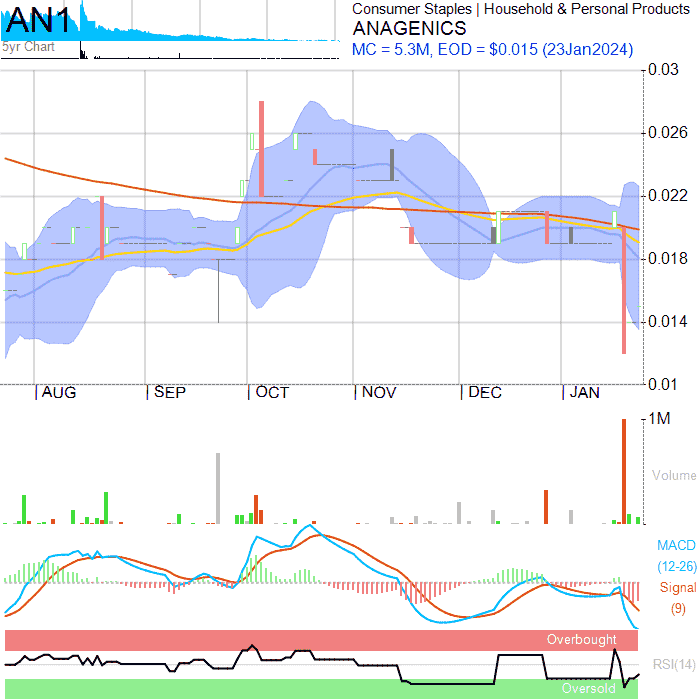 AN1
5yr Chart
Consumer Staples | Household & Personal Products
ANAGENICS
MC = 5.3M, EOD = $0.015 (23Jan2024)
0.03
0.026
0.022
0.018
0.014
0.01
|AUG |SEP |OCT |NOV |DEC |JAN
1M
Volume
MACD
(12-26)
Signal
(9)
Overbought
RSI(14)
Oversold